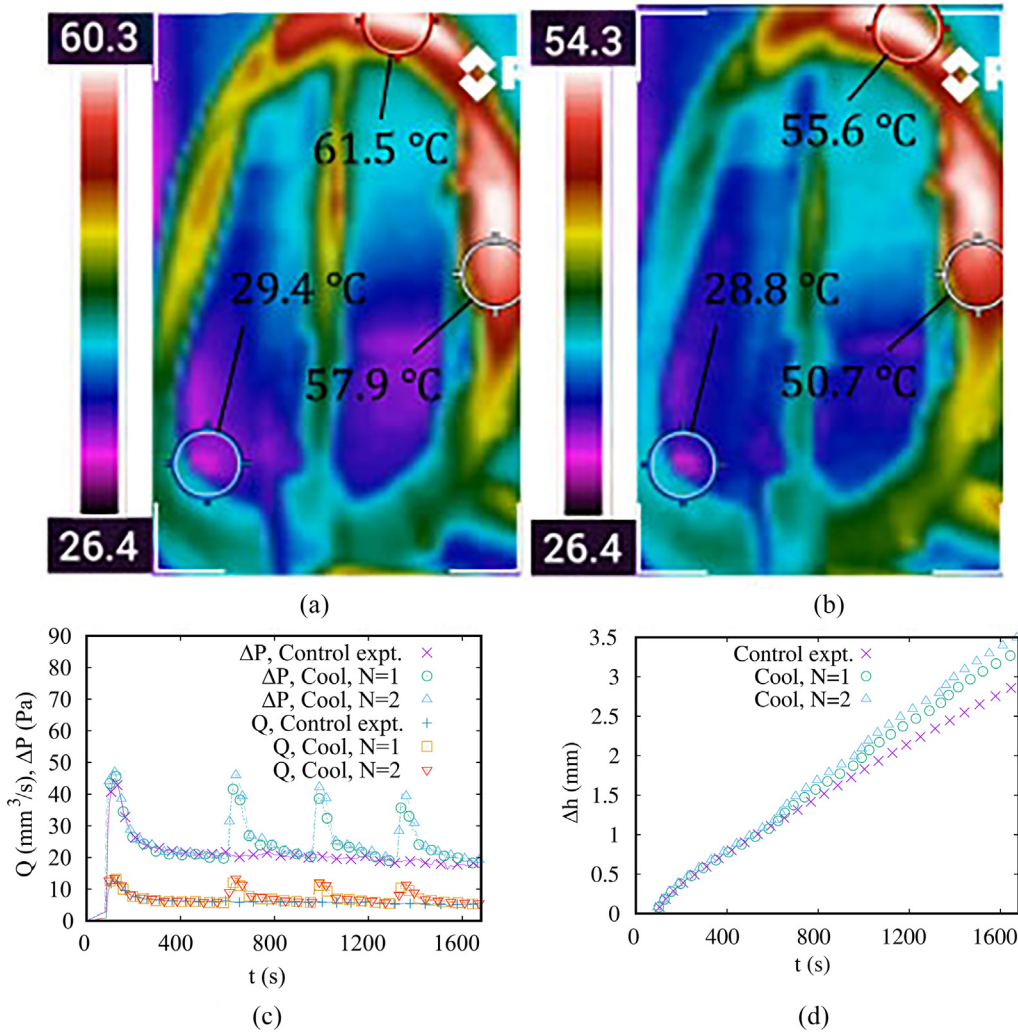 60.3
61.5 °C
29.4 °C
57.9 °C
26.4
(a)
54.3
55.6 °C
28.8 °C
50.7 °C
26.4
(b)
90
80
70
60
50
40
30
20
10
0
Q (mm³/s), ΔP (Pa)
ΔP, Control expt.
ΔP, Cool, N=1
ΔP, Cool, N=2
Q, Control expt.
Q, Cool, N=1
Q, Cool, N=2
0 400 800 1200 1600
t (s)
(c)
3.5
3
2.5
2
1.5
1
0.5
0
Δh (mm)
Control expt.
Cool, N=1
Cool, N=2
0 400 800 1200 1600
t (s)
(d)